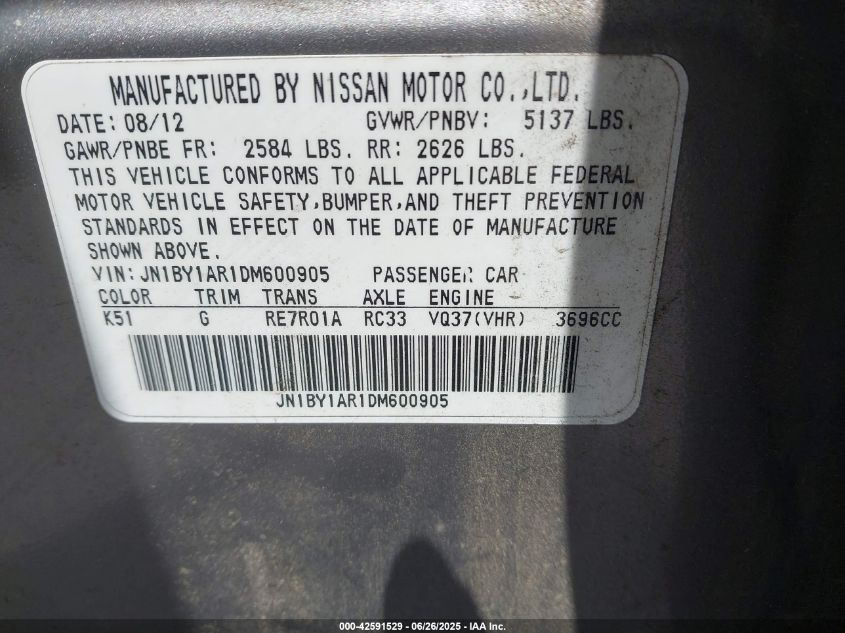 MANUFACTURED BY NISSAN MOTOR CO.,LTD.
DATE: 08/12 GVWR/PNBV: 5137 LBS.
GAWR/PNBE FR: 2584 LBS. RR: 2626 LBS.
THIS VEHICLE CONFORMS TO ALL APPLICABLE FEDERAL
MOTOR VEHICLE SAFETY,BUMPER,AND THEFT PREVENTION
STANDARDS IN EFFECT ON THE DATE OF MANUFACTURE
SHOWN ABOVE.
VIN: JN1BY1AR1DM600905 PASSENGER CAR
COLOR TRIM TRANS AXLE ENGINE
K51 G RE7R01A RC33 VQ37(VHR) 3696CC
JN1BY1AR1DM600905
000-42591529 - 06/26/2025 - IAA Inc.